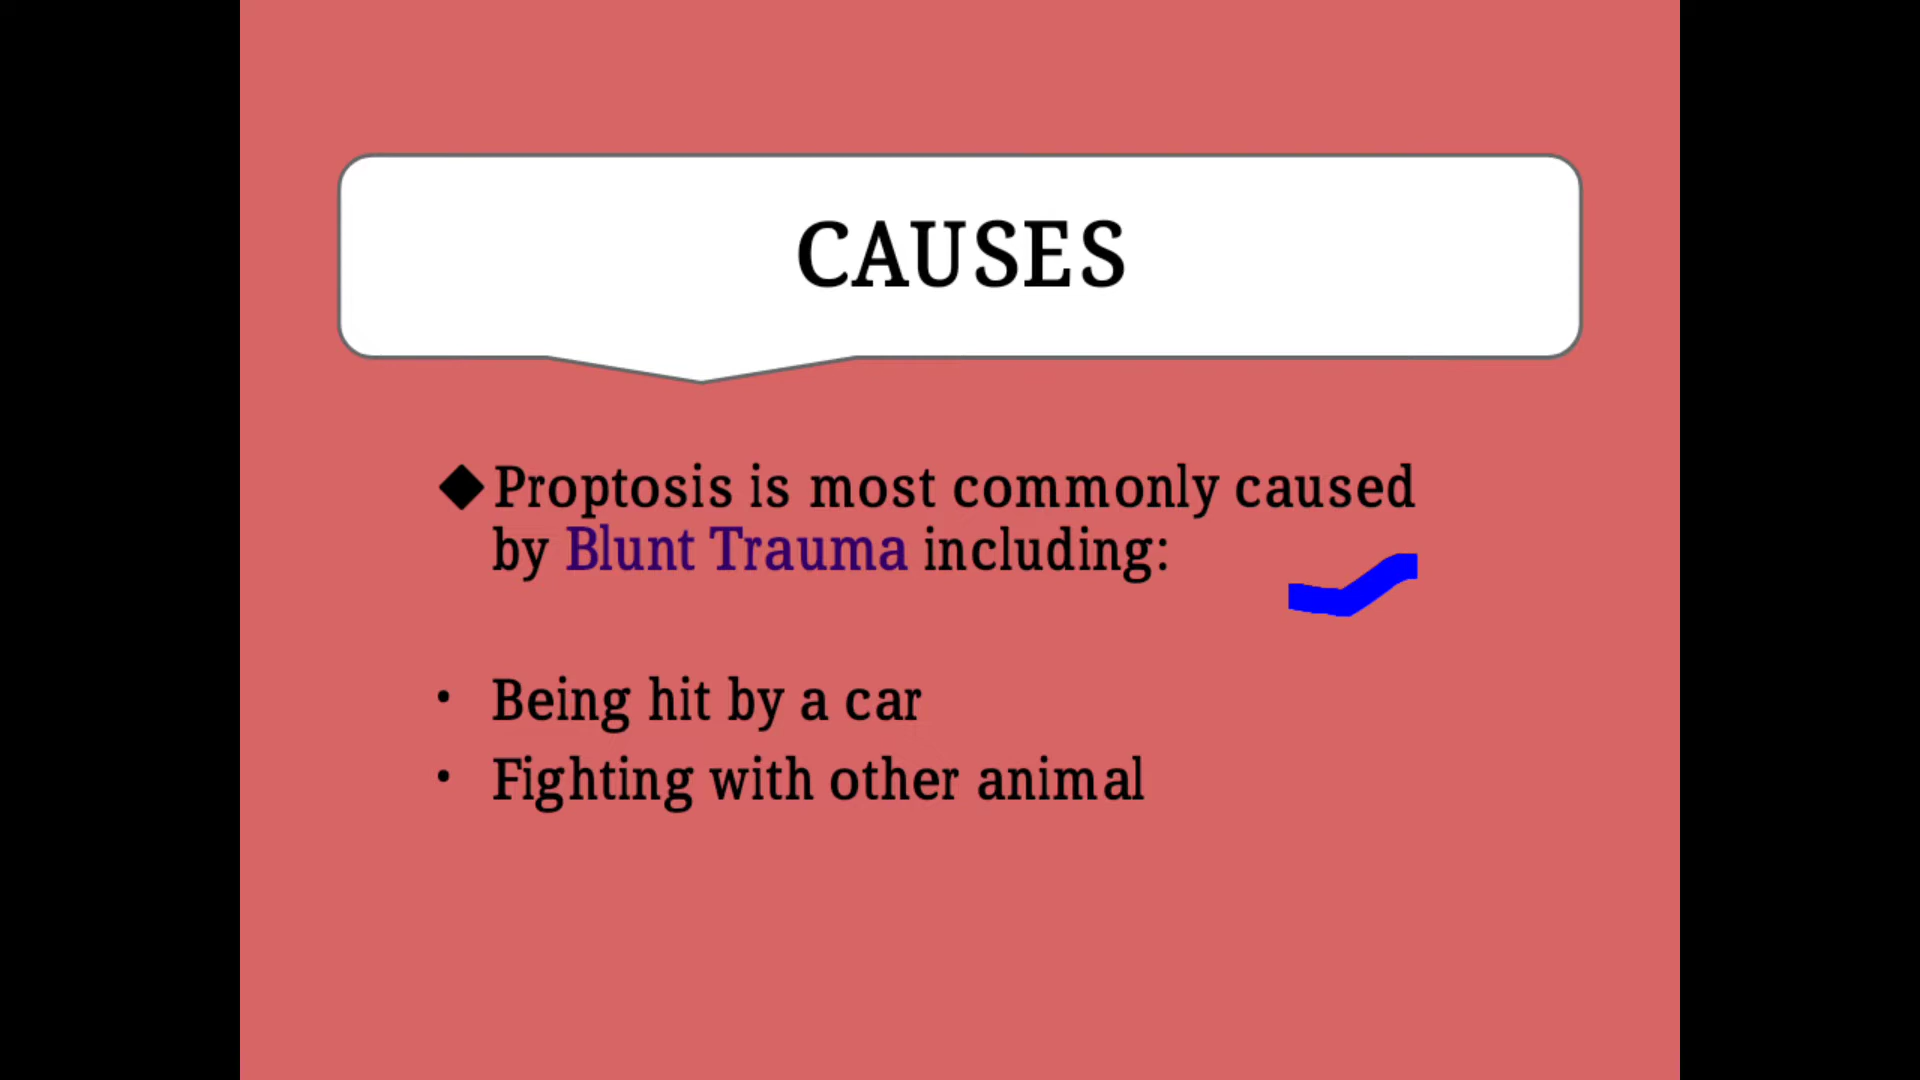 CAUSES
◆Proptosis is most commonly caused
by Blunt Trauma including:
• Being hit by a car
• Fighting with other animal